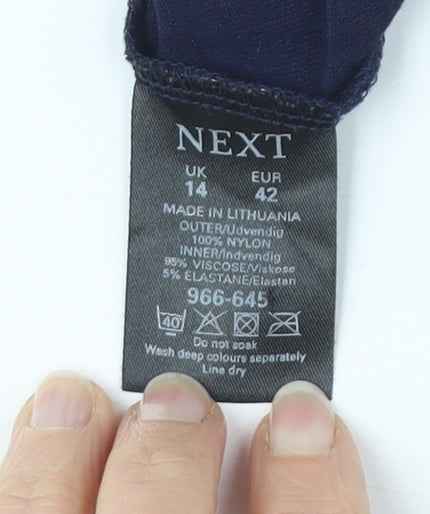 NEXT
UK EUR
14 42
MADE IN LITHUANIA
OUTER/Udvendig
100% NYLON
INNER/Indvendig
95% VISCOSE/Viskose
5% ELASTANE/Elastan
966-645
40
Do not soak
Wash deep colours separately
Line dry